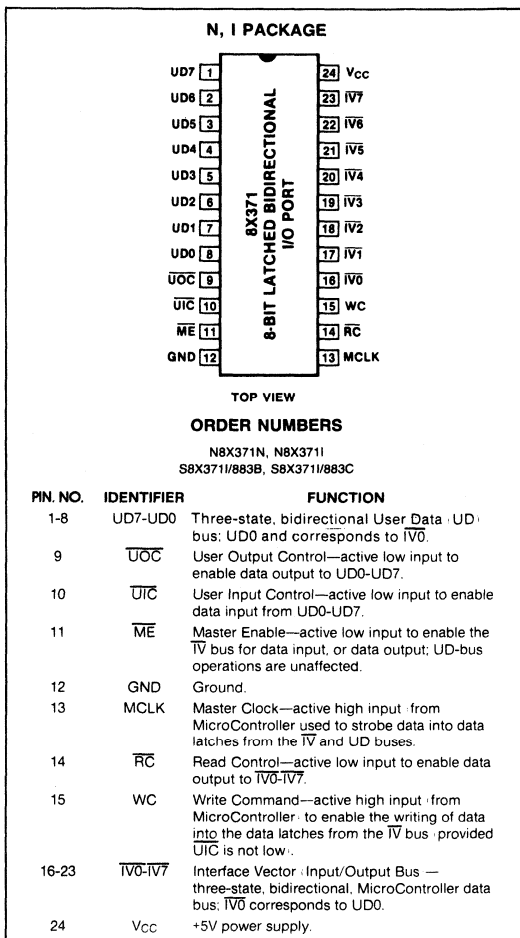 N, I PACKAGE
UD7 1
UD6 2
UD5 3
UD4 4
UD3 5
UD2 6
UD1 7
UD0 8
UOC 9
UIC 10
ME 11
GND 12
8X371
8-BIT LATCHED BIDIRECTIONAL
I/O PORT
24 VCC
23 IV7
22 IV6
21 IV5
20 IV4
19 IV3
18 IV2
17 IV1
16 IV0
15 WC
14 RC
13 MCLK
TOP VIEW
ORDER NUMBERS
N8X371N, N8X371I
S8X371I/883B, S8X371I/883C
PIN. NO. IDENTIFIER FUNCTION
1-8 UD7-UD0 Three-state, bidirectional User Data (UD)
bus; UD0 and corresponds to IV0.
9 UOC User Output Control—active low input to
enable data output to UD0-UD7.
10 UIC User Input Control—active low input to enable
data input from UD0-UD7.
11 ME Master Enable—active low input to enable the
IV bus for data input, or data output; UD-bus
operations are unaffected.
12 GND Ground.
13 MCLK Master Clock—active high input (from
MicroController used to strobe data into data
latches from the IV and UD buses.
14 RC Read Control—active low input to enable data
output to IV0-IV7.
15 WC Write Command—active high input (from
MicroController) to enable the writing of data
into the data latches from the IV bus (provided
UIC is not low).
16-23 IV0-IV7 Interface Vector (Input/Output Bus —
three-state, bidirectional, MicroController data
bus; IV0 corresponds to UD0.
24 VCC +5V power supply.